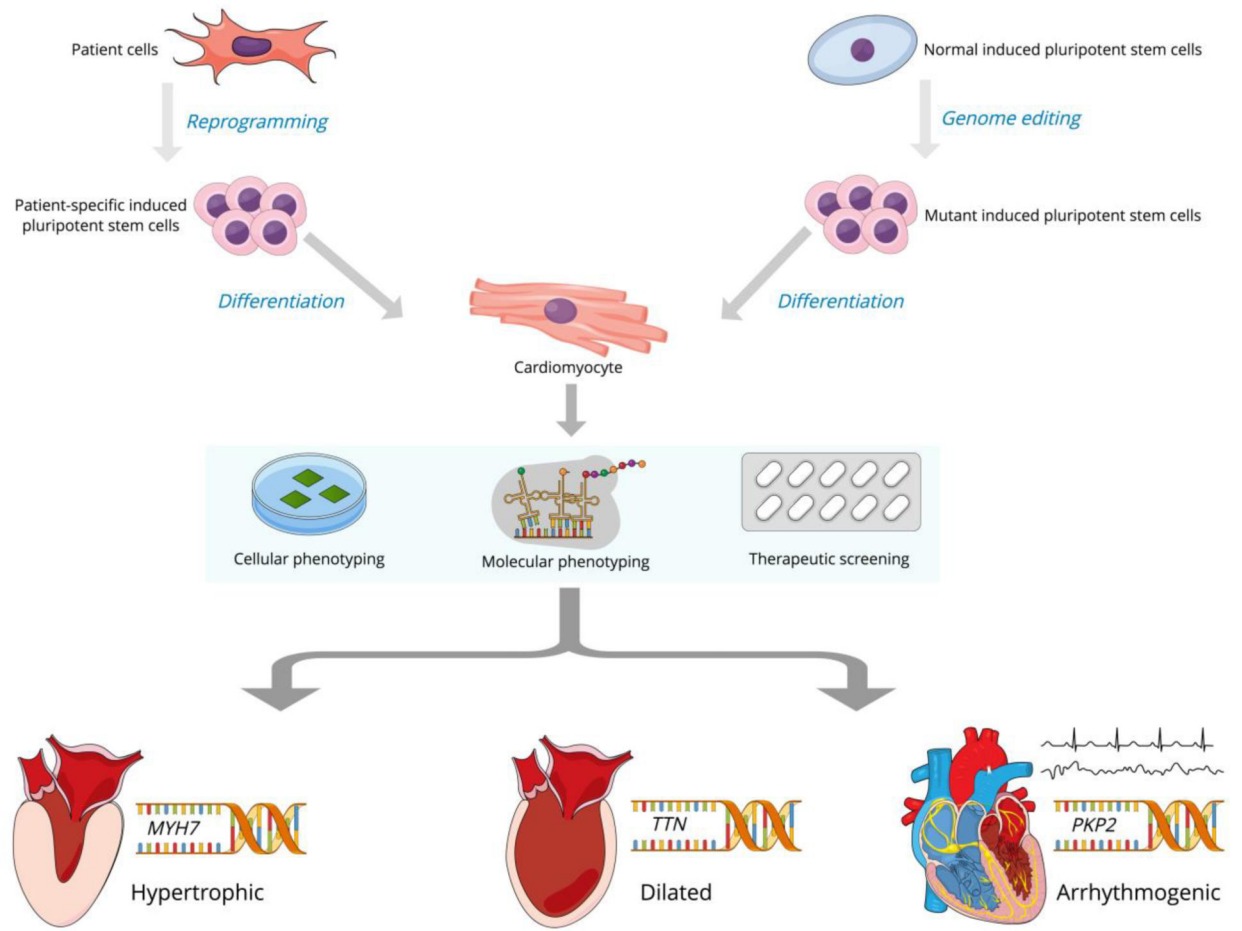 Patient cells
Normal induced pluripotent stem cells
Reprogramming
Genome editing
Patient-specific induced
pluripotent stem cells
Mutant induced pluripotent stem cells
Differentiation
Differentiation
Cardiomyocyte
Cellular phenotyping
Molecular phenotyping
Therapeutic screening
MYH7
TTN
PKP2
Hypertrophic
Dilated
Arrhythmogenic